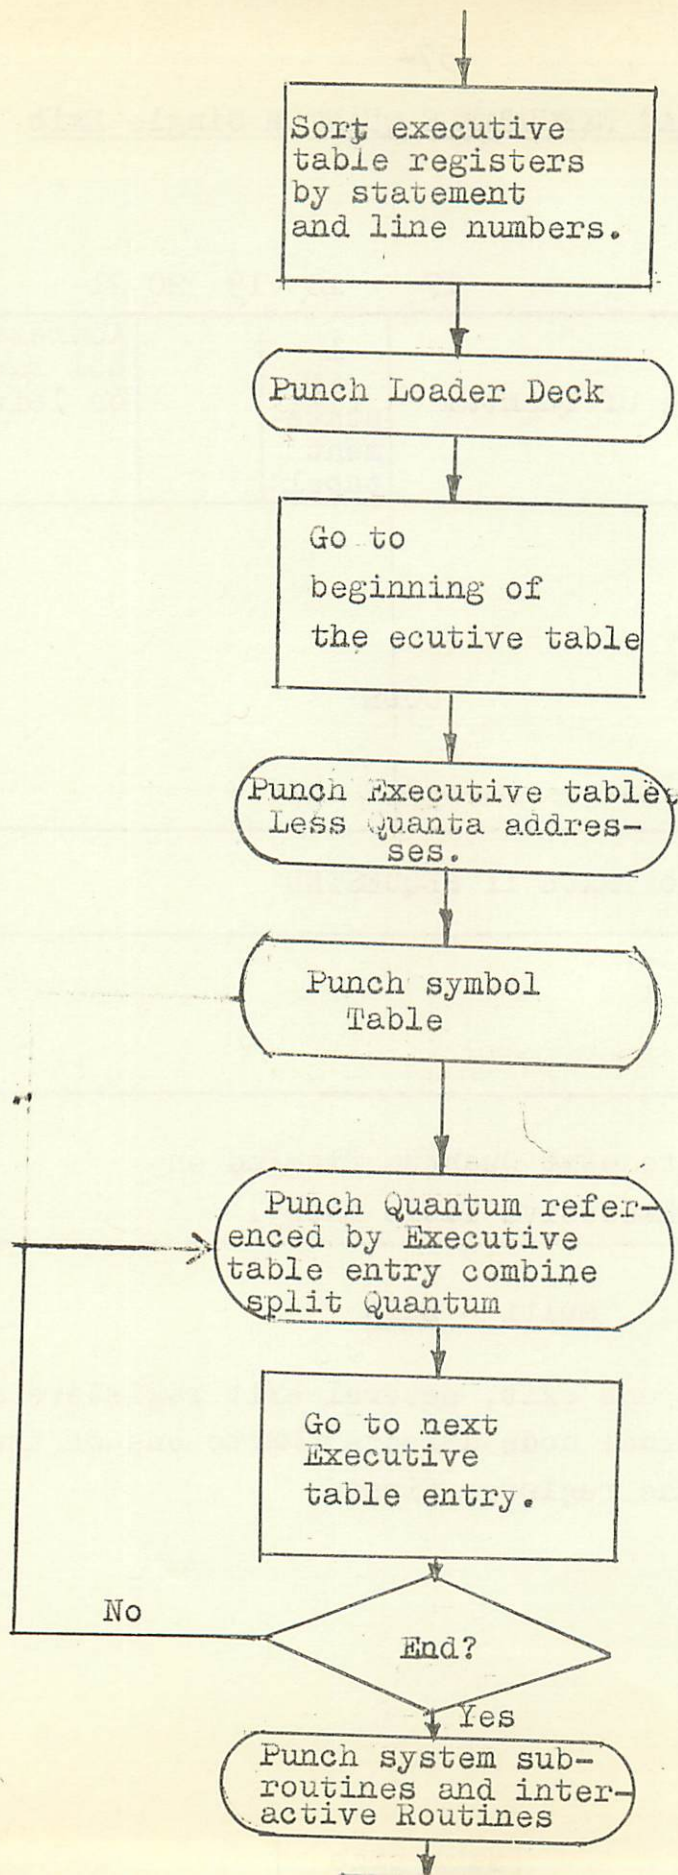 Sort executive
table registers
by statement
and line numbers.
Punch Loader Deck
Go to
beginning of
the ecutive table
Punch Executive tables
Less Quanta addres-
ses.
Punch symbol
Table
Punch Quantum refer-
enced by Executive
table entry combine
split Quantum
Go to next
Executive
table entry.
No
End?
Yes
Punch system sub-
routines and inter-
active Routines